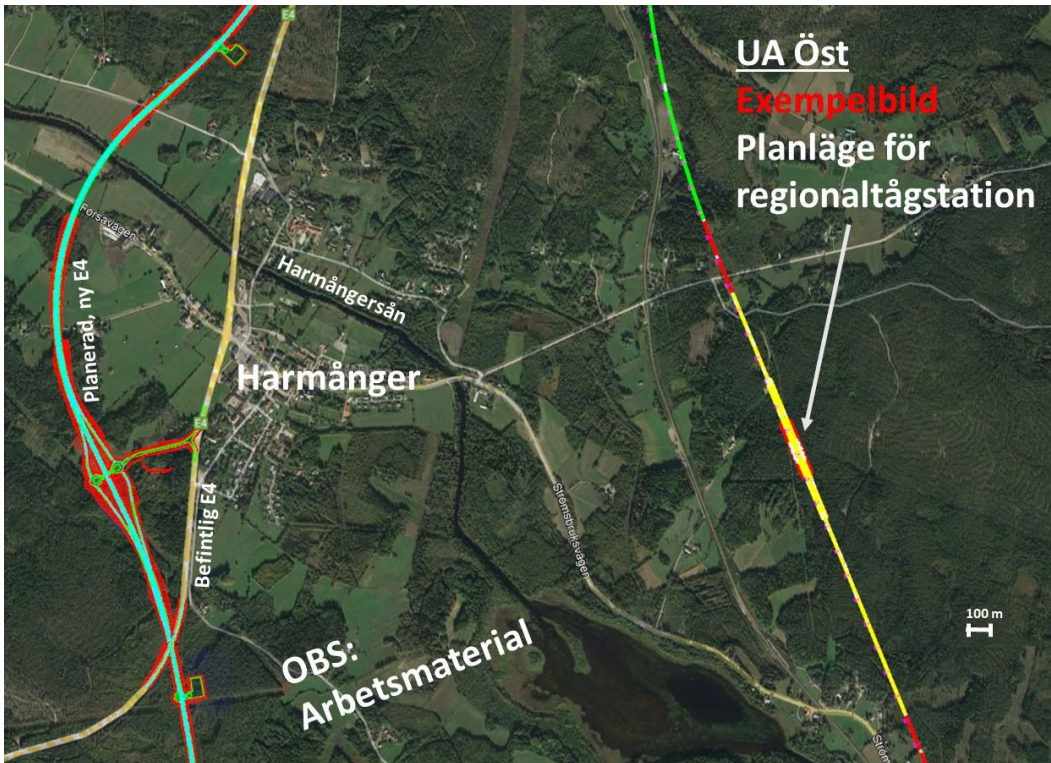 E4
UA Öst
Exempelbild
Planläge för
regionaltågstation
Forsavägen
Harmångersån
Planerad, ny E4
Harmånger
E4
Befintlig E4
Strömsbruksvägen
100 m
OBS:
Arbetsmaterial
Ström